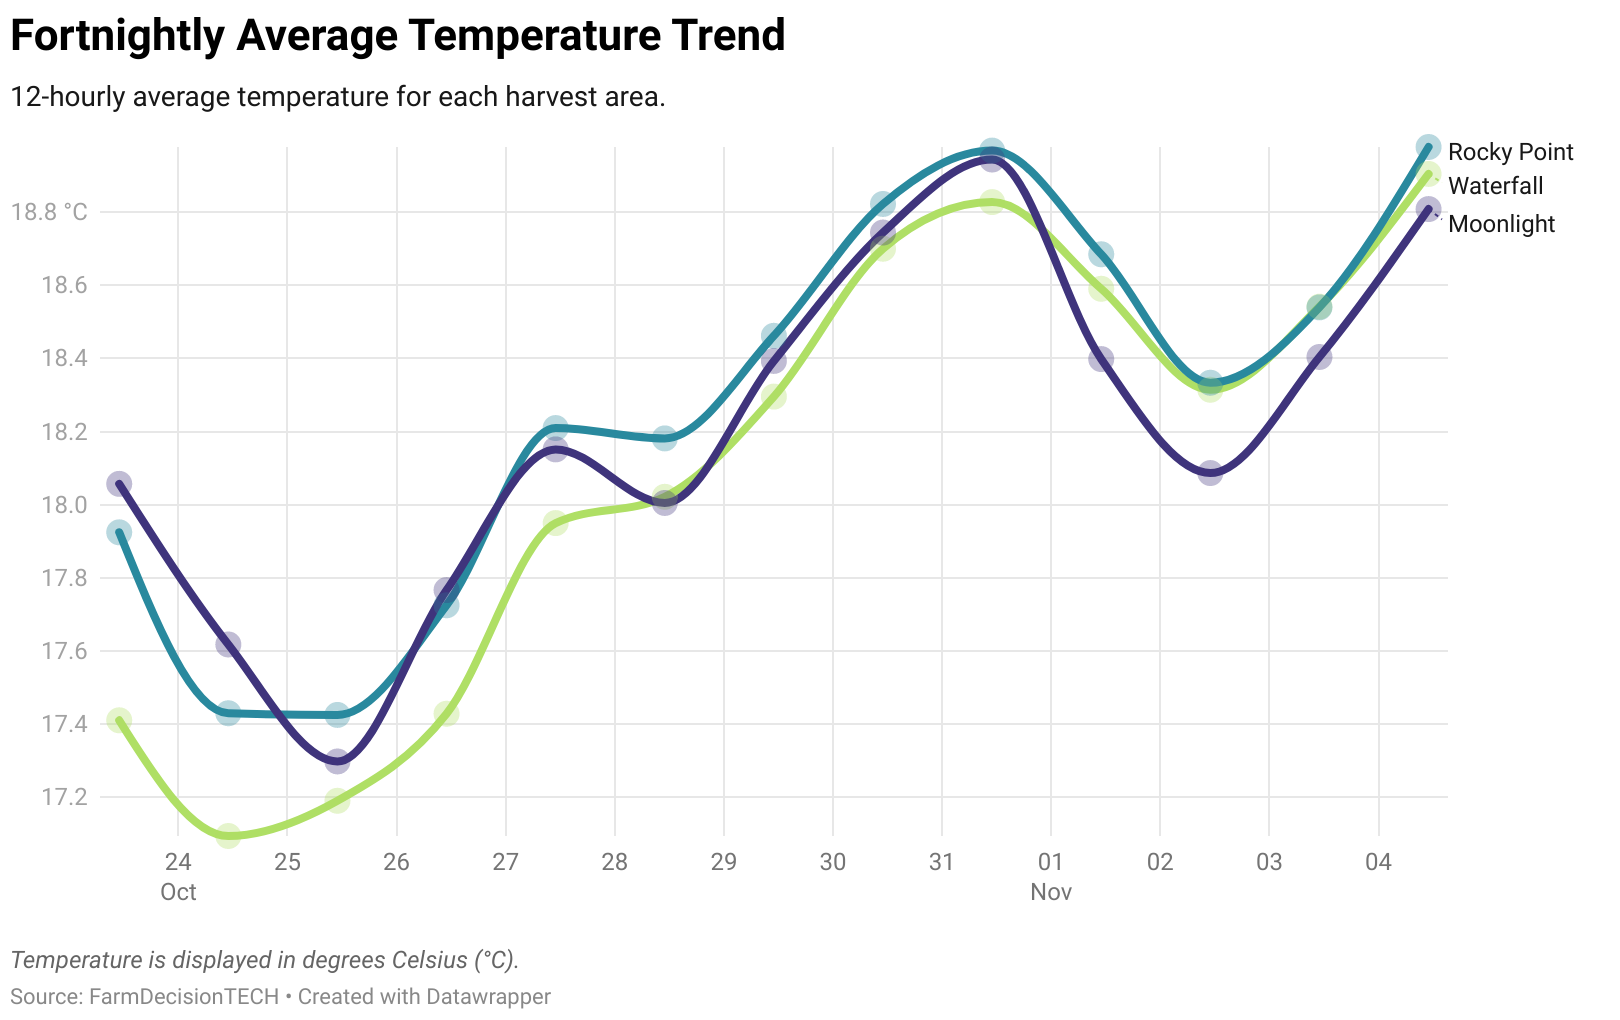 Fortnightly Average Temperature Trend
12-hourly average temperature for each harvest area.
Rocky Point
Waterfall
Moonlight
18.8 °C
18.6
18.4
18.2
18.0
17.8
17.6
17.4
17.2
24 25 26 27 28 29 30 31 01 02 03 04
Oct Nov
Temperature is displayed in degrees Celsius (°C).
Source: FarmDecisionTECH • Created with Datawrapper